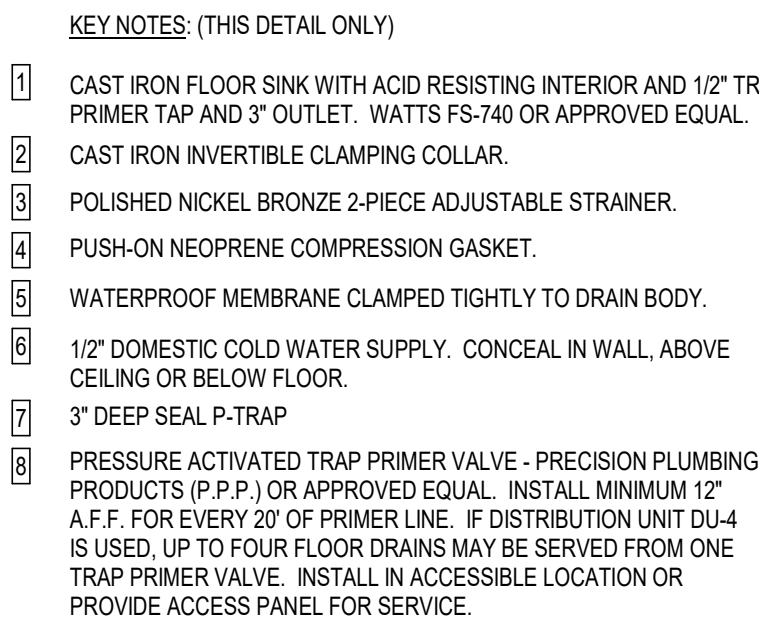 KEY NOTES: (THIS DETAIL ONLY)
1 CAST IRON FLOOR SINK WITH ACID RESISTING INTERIOR AND 1/2" TR
PRIMER TAP AND 3" OUTLET. WATTS FS-740 OR APPROVED EQUAL.
2 CAST IRON INVERTIBLE CLAMPING COLLAR.
3 POLISHED NICKEL BRONZE 2-PIECE ADJUSTABLE STRAINER.
4 PUSH-ON NEOPRENE COMPRESSION GASKET.
5 WATERPROOF MEMBRANE CLAMPED TIGHTLY TO DRAIN BODY.
6 1/2" DOMESTIC COLD WATER SUPPLY. CONCEAL IN WALL, ABOVE
CEILING OR BELOW FLOOR.
7 3" DEEP SEAL P-TRAP
8 PRESSURE ACTIVATED TRAP PRIMER VALVE - PRECISION PLUMBING
PRODUCTS (P.P.P.) OR APPROVED EQUAL. INSTALL MINIMUM 12"
A.F.F. FOR EVERY 20' OF PRIMER LINE. IF DISTRIBUTION UNIT DU-4
IS USED, UP TO FOUR FLOOR DRAINS MAY BE SERVED FROM ONE
TRAP PRIMER VALVE. INSTALL IN ACCESSIBLE LOCATION OR
PROVIDE ACCESS PANEL FOR SERVICE.